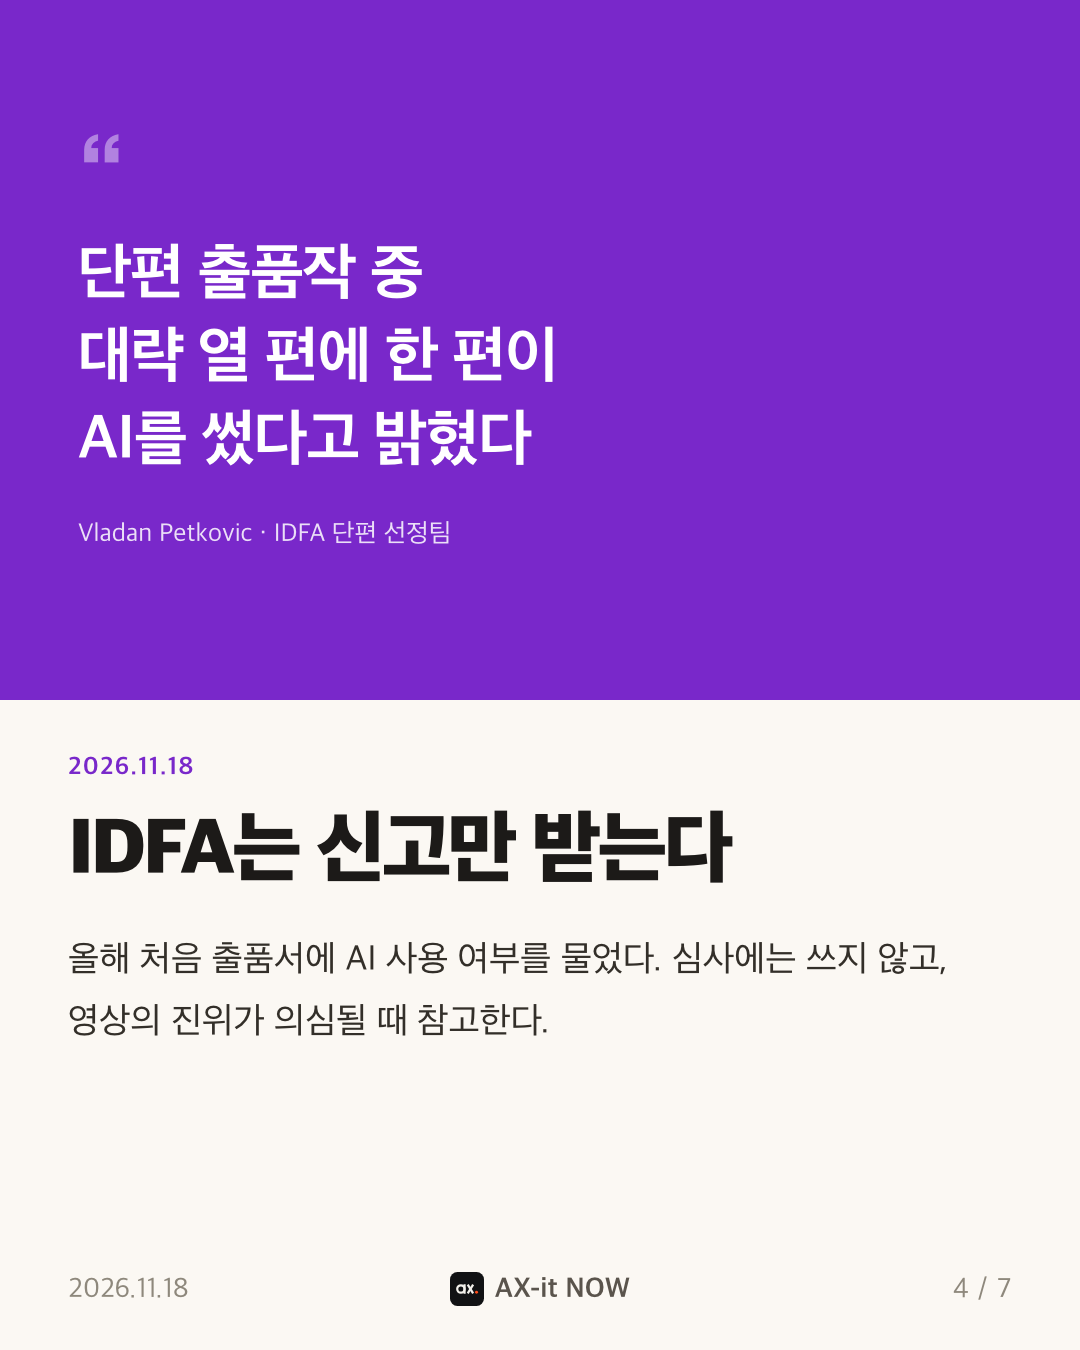 “
단편 출품작 중
대략 열 편에 한 편이
AI를 썼다고 밝혔다
Vladan Petkovic · IDFA 단편 선정팀
2026.11.18
IDFA는 신고만 받는다
올해 처음 출품서에 AI 사용 여부를 물었다. 심사에는 쓰지 않고,
영상의 진위가 의심될 때 참고한다.
2026.11.18
ax. AX-it NOW
4 / 7